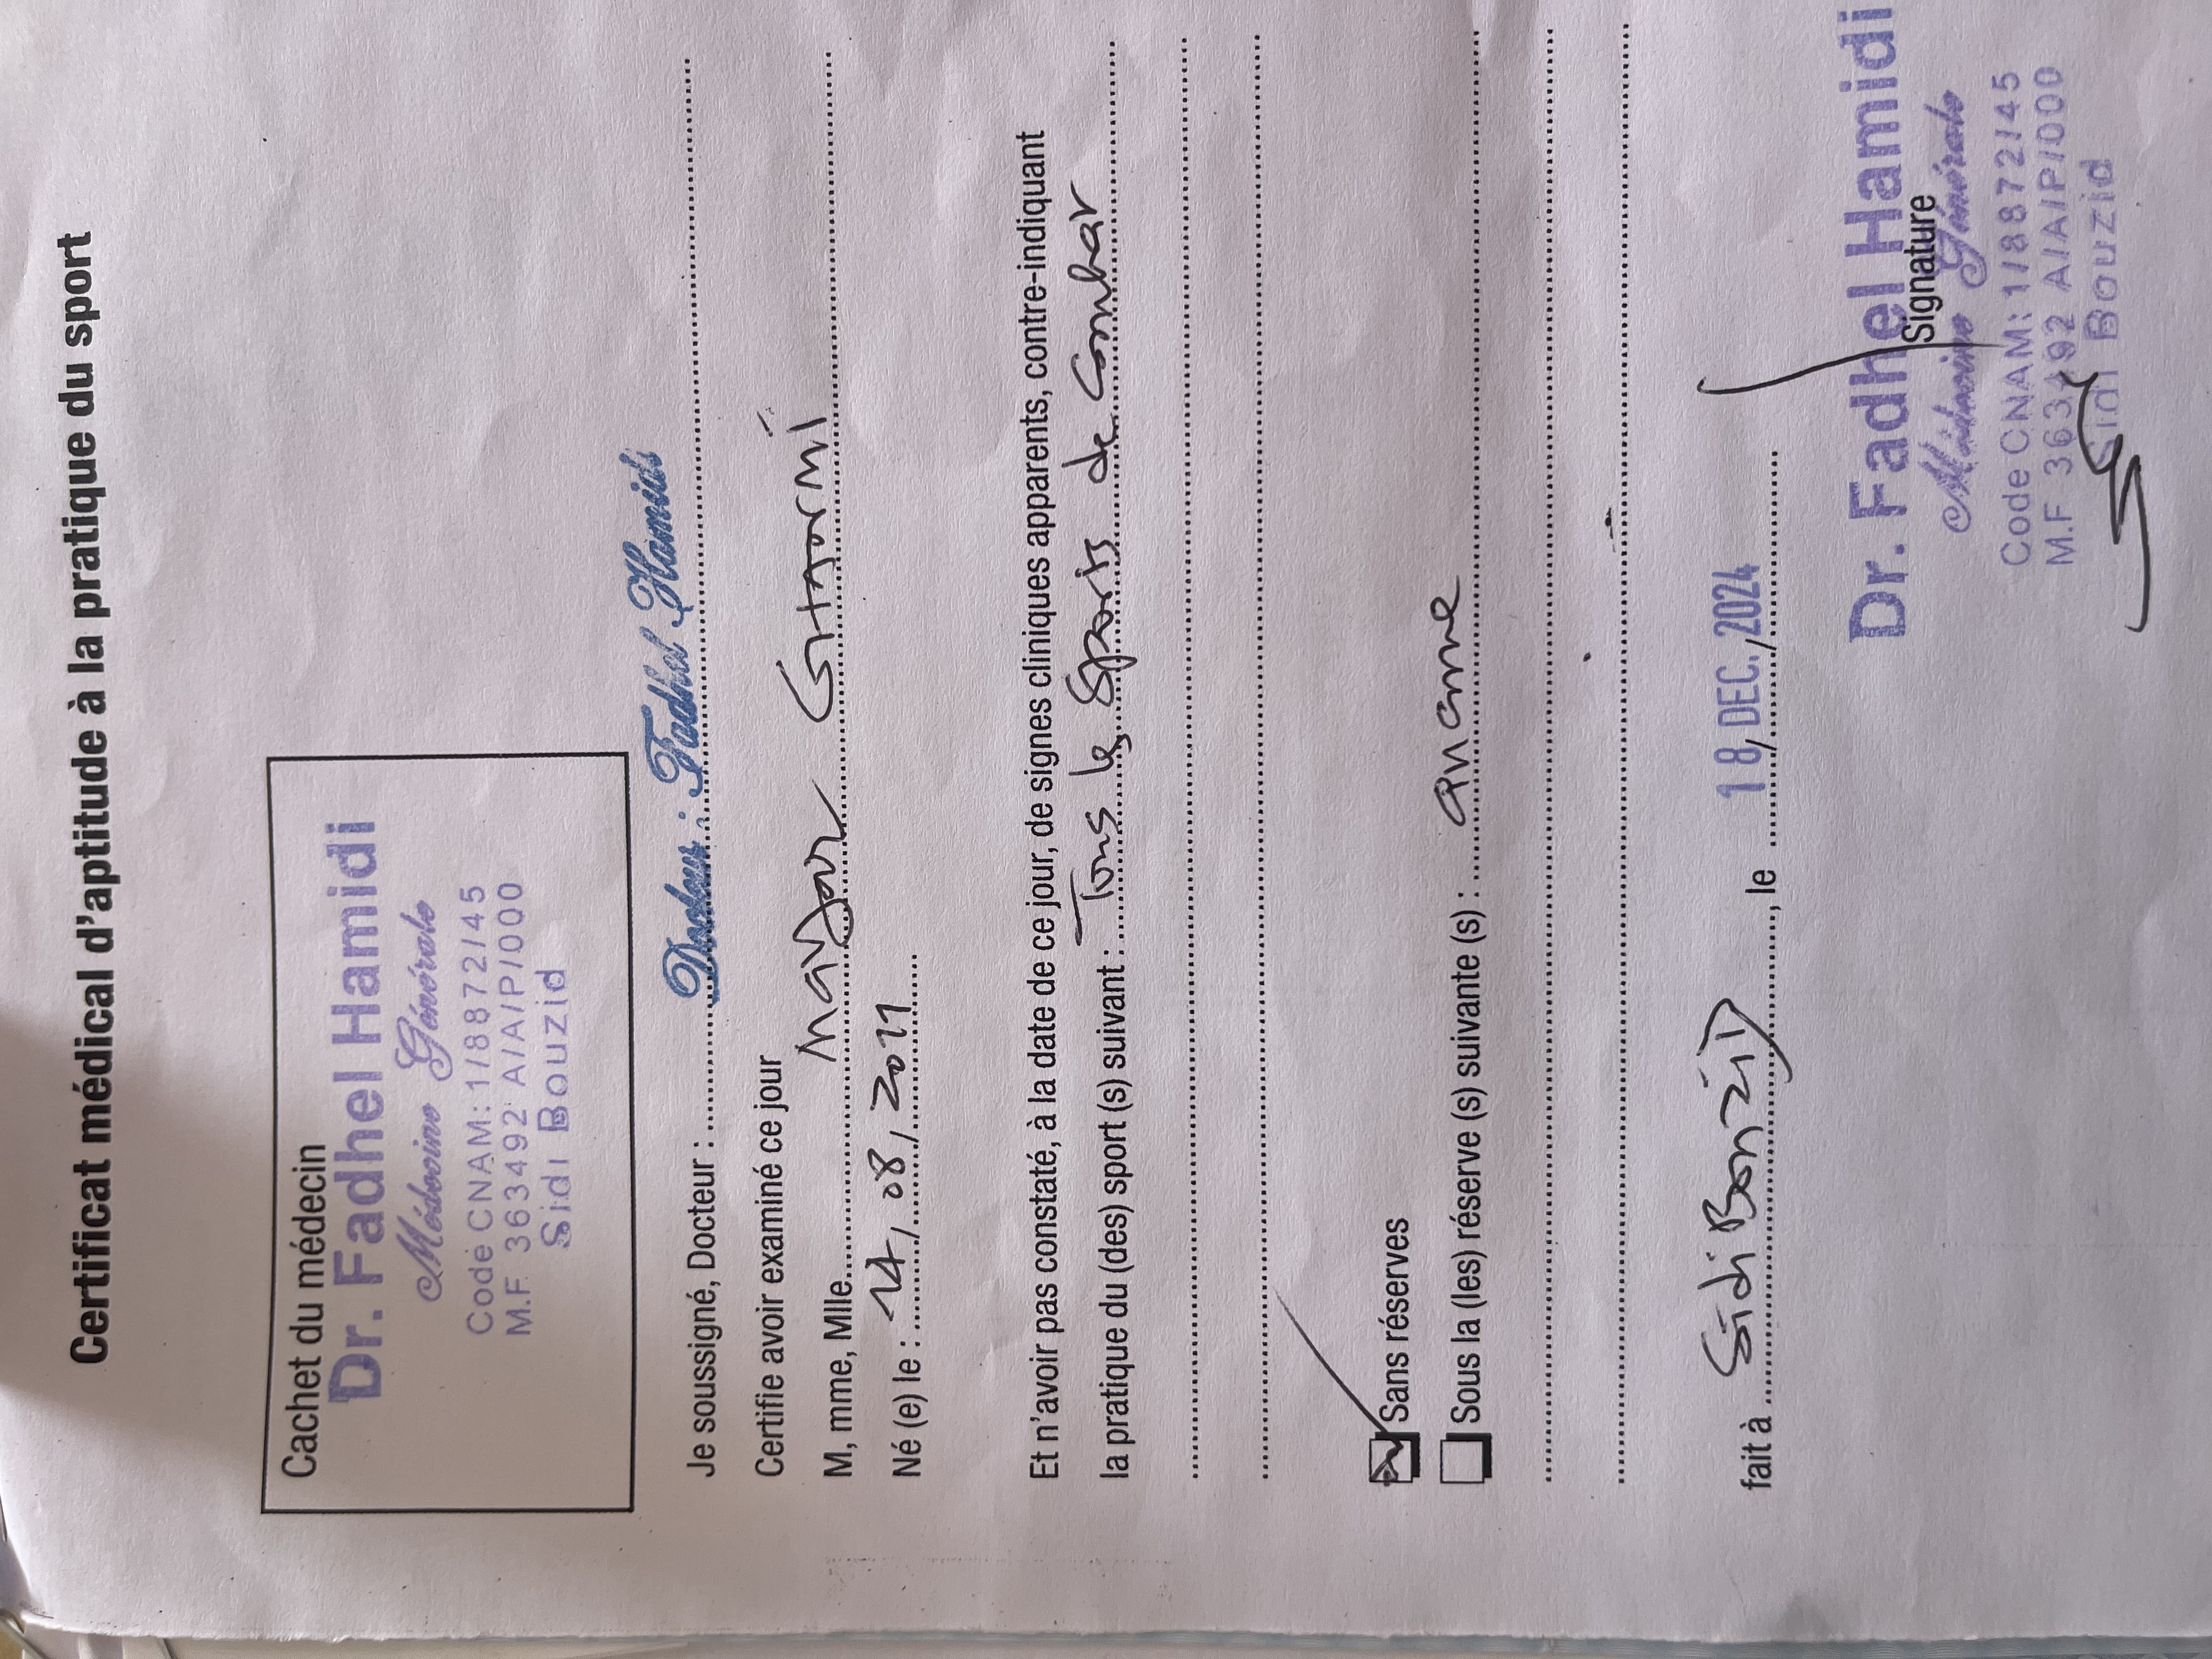 Certificat médical d'aptitude à la pratique du sport
Cachet du médecin
Dr. Fadhel Hamidi
Médecine Générale
Code CNAM: 1/8872/45
M.F 363492 A/A/P/000
Sidi Bouzid
Je soussigné, Docteur : Docteur : Fadhel Hamidi
Certifie avoir examiné ce jour
M, mme, Mlle
Né (e) le : 14/08/2011
Et n'avoir pas constaté, à la date de ce jour, de signes cliniques apparents, contre-indiquant
la pratique du (des) sport (s) suivant : Tous les Sports de Combat
Sans réserves
Sous la (les) réserve (s) suivante (s) :
fait à Sidi Bouzid, le 18 DEC. 2024
Dr. Fadhel Hamidi
Signature
Médecine Générale
Code CNAM: 1/8872/45
M.F 363492 A/A/P/000
Sidi Bouzid